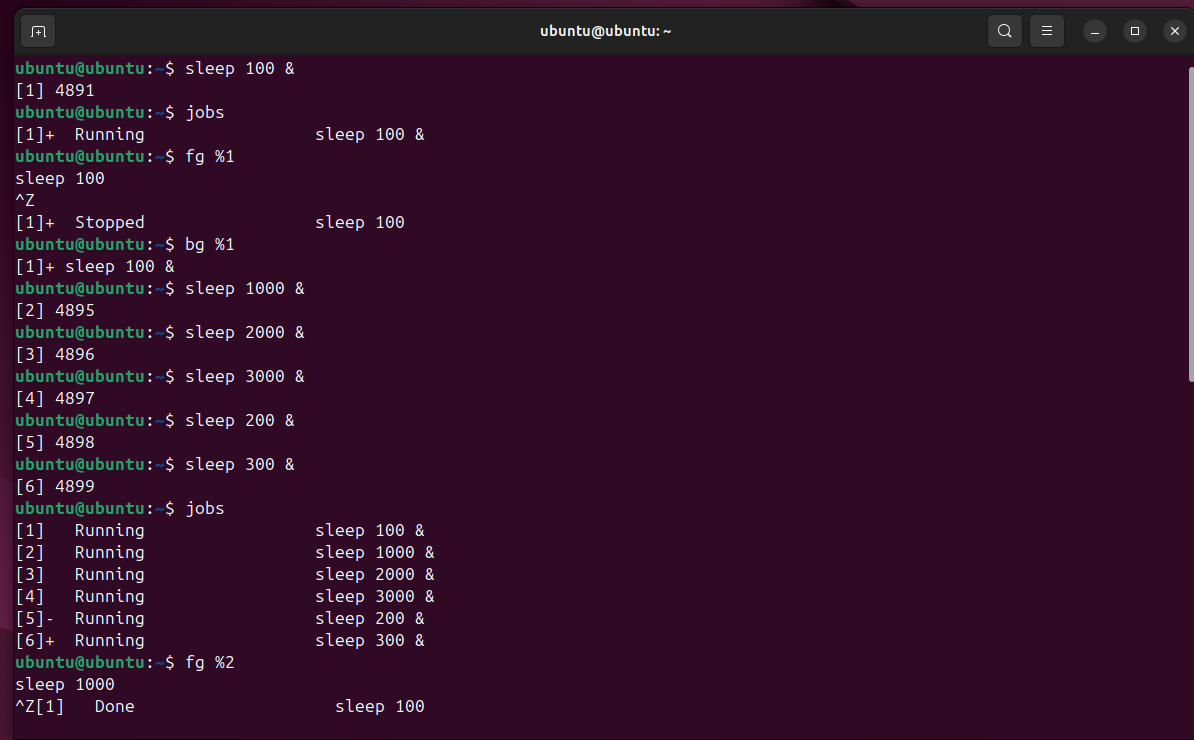 ubuntu@ubuntu: ~
ubuntu@ubuntu:~$ sleep 100 &
[1] 4891
ubuntu@ubuntu:~$ jobs
[1]+  Running                 sleep 100 &
ubuntu@ubuntu:~$ fg %1
sleep 100
^Z
[1]+  Stopped                 sleep 100
ubuntu@ubuntu:~$ bg %1
[1]+ sleep 100 &
ubuntu@ubuntu:~$ sleep 1000 &
[2] 4895
ubuntu@ubuntu:~$ sleep 2000 &
[3] 4896
ubuntu@ubuntu:~$ sleep 3000 &
[4] 4897
ubuntu@ubuntu:~$ sleep 200 &
[5] 4898
ubuntu@ubuntu:~$ sleep 300 &
[6] 4899
ubuntu@ubuntu:~$ jobs
[1]   Running                 sleep 100 &
[2]   Running                 sleep 1000 &
[3]   Running                 sleep 2000 &
[4]   Running                 sleep 3000 &
[5]-  Running                 sleep 200 &
[6]+  Running                 sleep 300 &
ubuntu@ubuntu:~$ fg %2
sleep 1000
^Z[1]   Done                    sleep 100